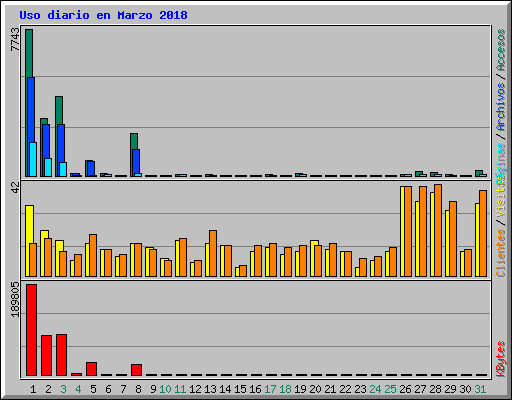 Uso diario en Marzo 2018
7743
42
189805
Accesos
/
Archivos
/
Páginas
Visitas
/
Clientes
KBytes
1 2 3 4 5 6 7 8 9 10 11 12 13 14 15 16 17 18 19 20 21 22 23 24 25 26 27 28 29 30 31